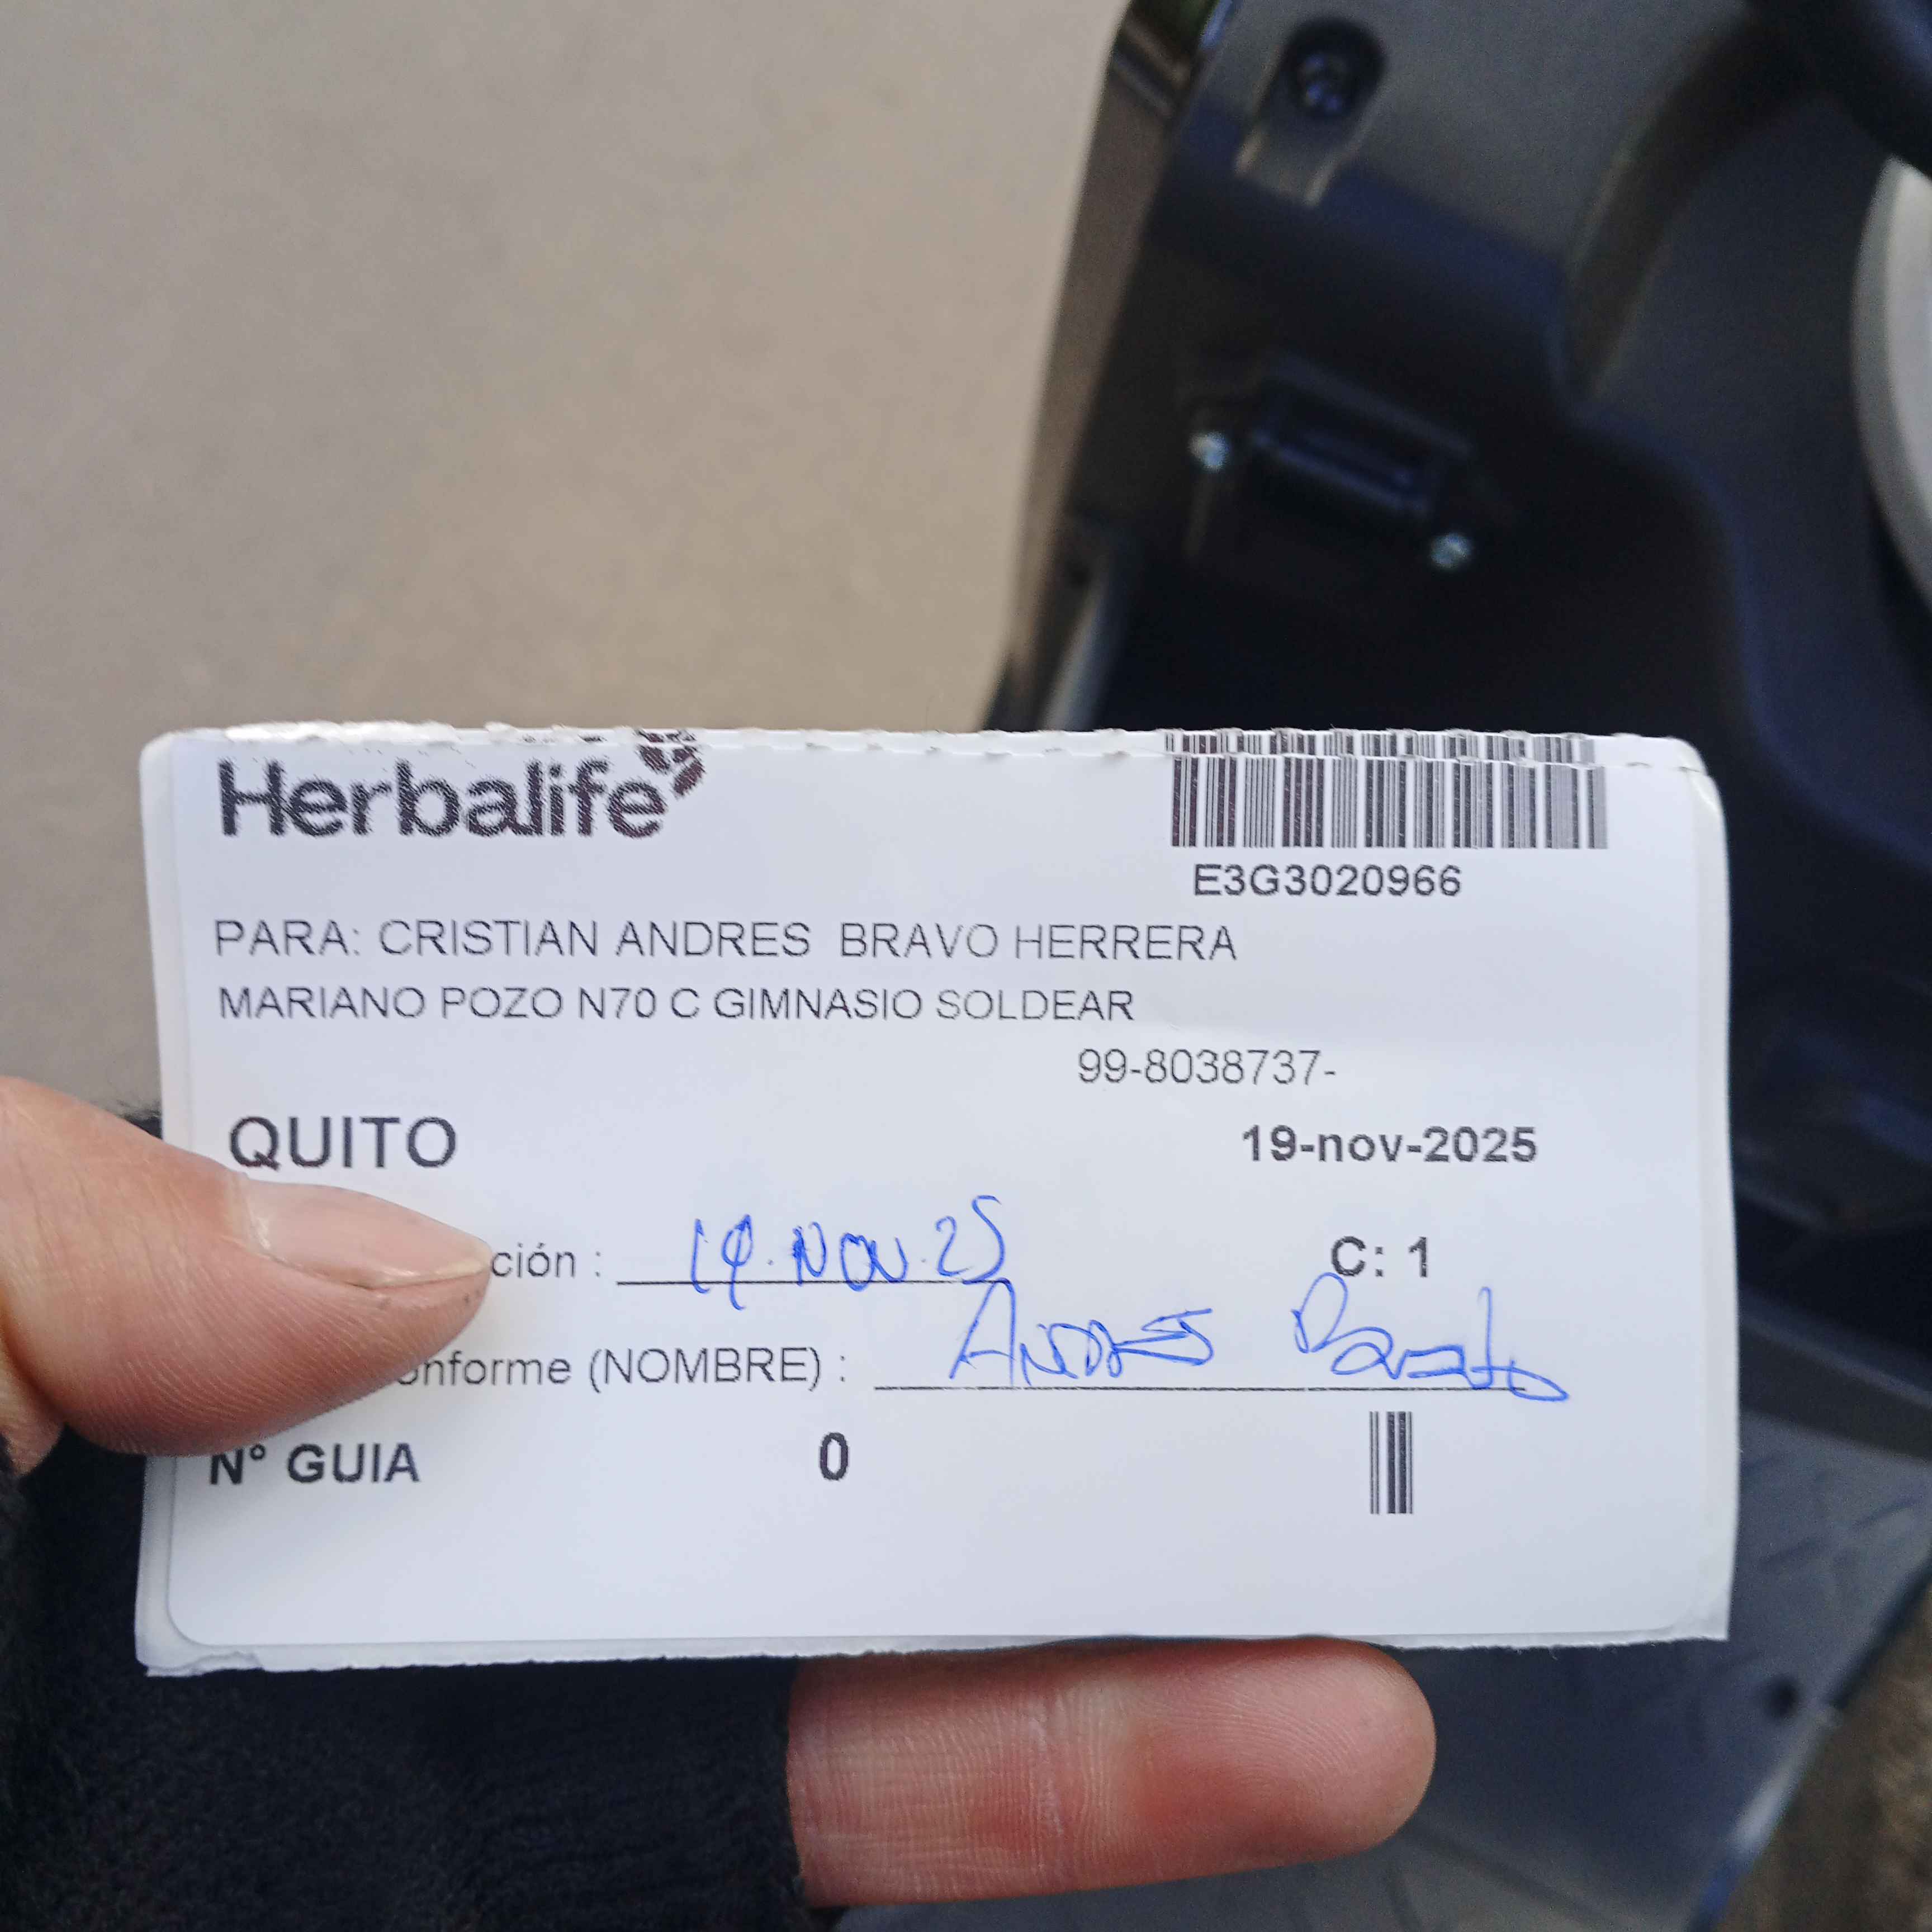 Herbalife
E3G3020966
PARA: CRISTIAN ANDRES BRAVO HERRERA
MARIANO POZO N70 C GIMNASIO SOLDEAR
99-8038737-
QUITO 19-nov-2025
ción : 19. NOV. 25 C: 1
onforme (NOMBRE) : ANDRES
N° GUIA 0